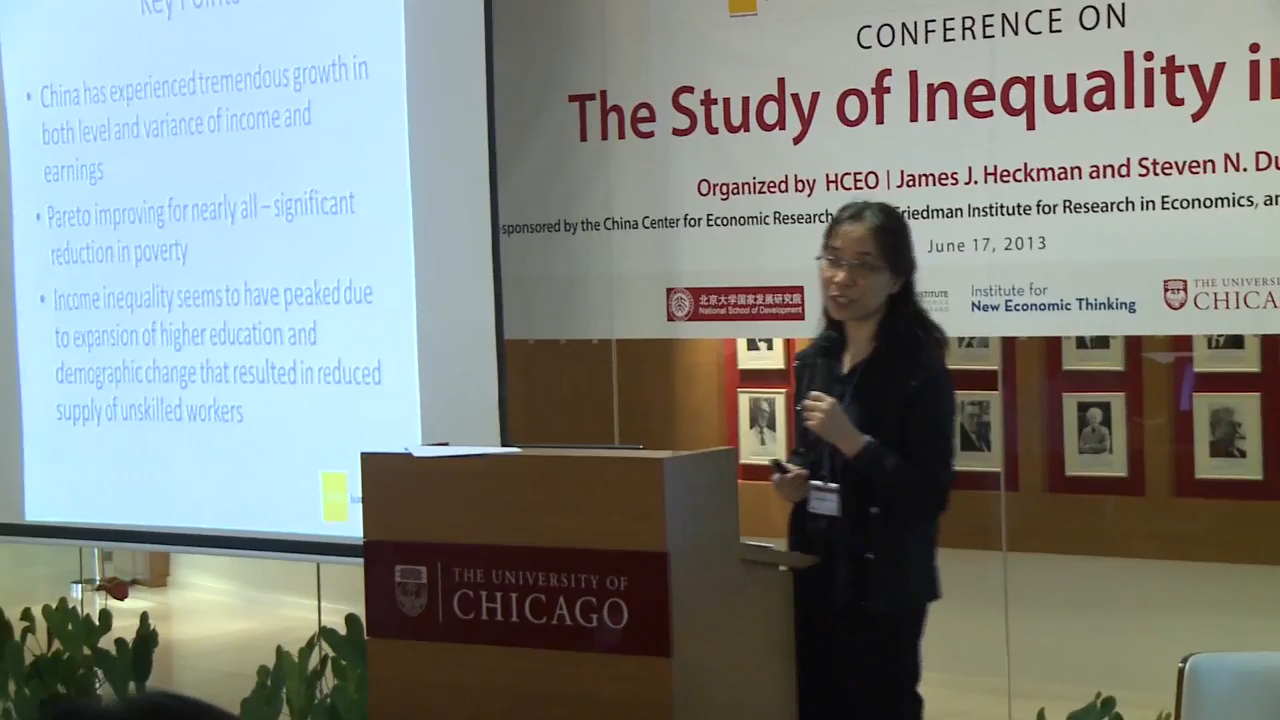 Key Points
• China has experienced tremendous growth in
both level and variance of income and
earnings
• Pareto improving for nearly all – significant
reduction in poverty
• Income inequality seems to have peaked due
to expansion of higher education and
demographic change that resulted in reduced
supply of unskilled workers
CONFERENCE ON
The Study of Inequality in
Organized by HCEO | James J. Heckman and Steven N. Du
sponsored by the China Center for Economic Research
Friedman Institute for Research in Economics, an
June 17, 2013
北京大学国家发展研究院
National School of Development
Institute for
New Economic Thinking
THE UNIVERSI
CHICA
THE UNIVERSITY OF
CHICAGO